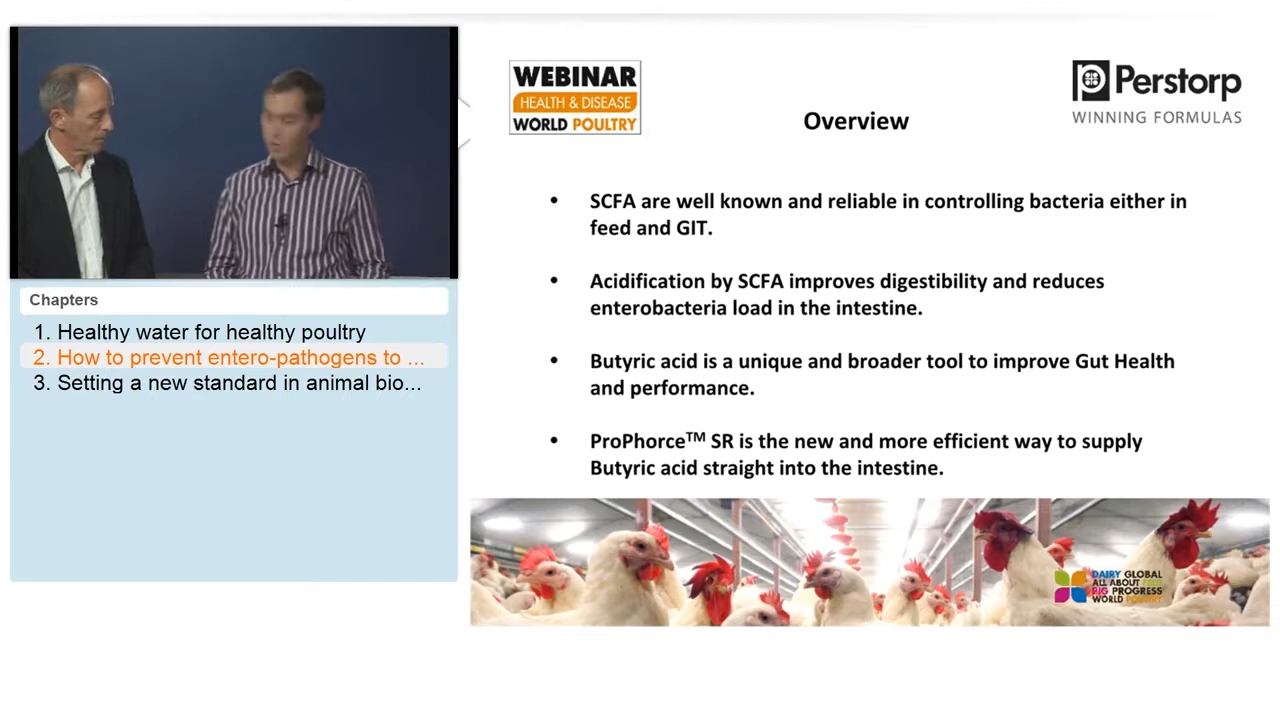 WEBINAR
HEALTH & DISEASE
WORLD POULTRY
Perstorp
WINNING FORMULAS
Overview
• SCFA are well known and reliable in controlling bacteria either in
feed and GIT.
• Acidification by SCFA improves digestibility and reduces
enterobacteria load in the intestine.
• Butyric acid is a unique and broader tool to improve Gut Health
and performance.
• ProPhorce™ SR is the new and more efficient way to supply
Butyric acid straight into the intestine.
Chapters
1. Healthy water for healthy poultry
2. How to prevent entero-pathogens to ...
3. Setting a new standard in animal bio...
DAIRY GLOBAL
ALL ABOUT FEED
PIG PROGRESS
WORLD POULTRY